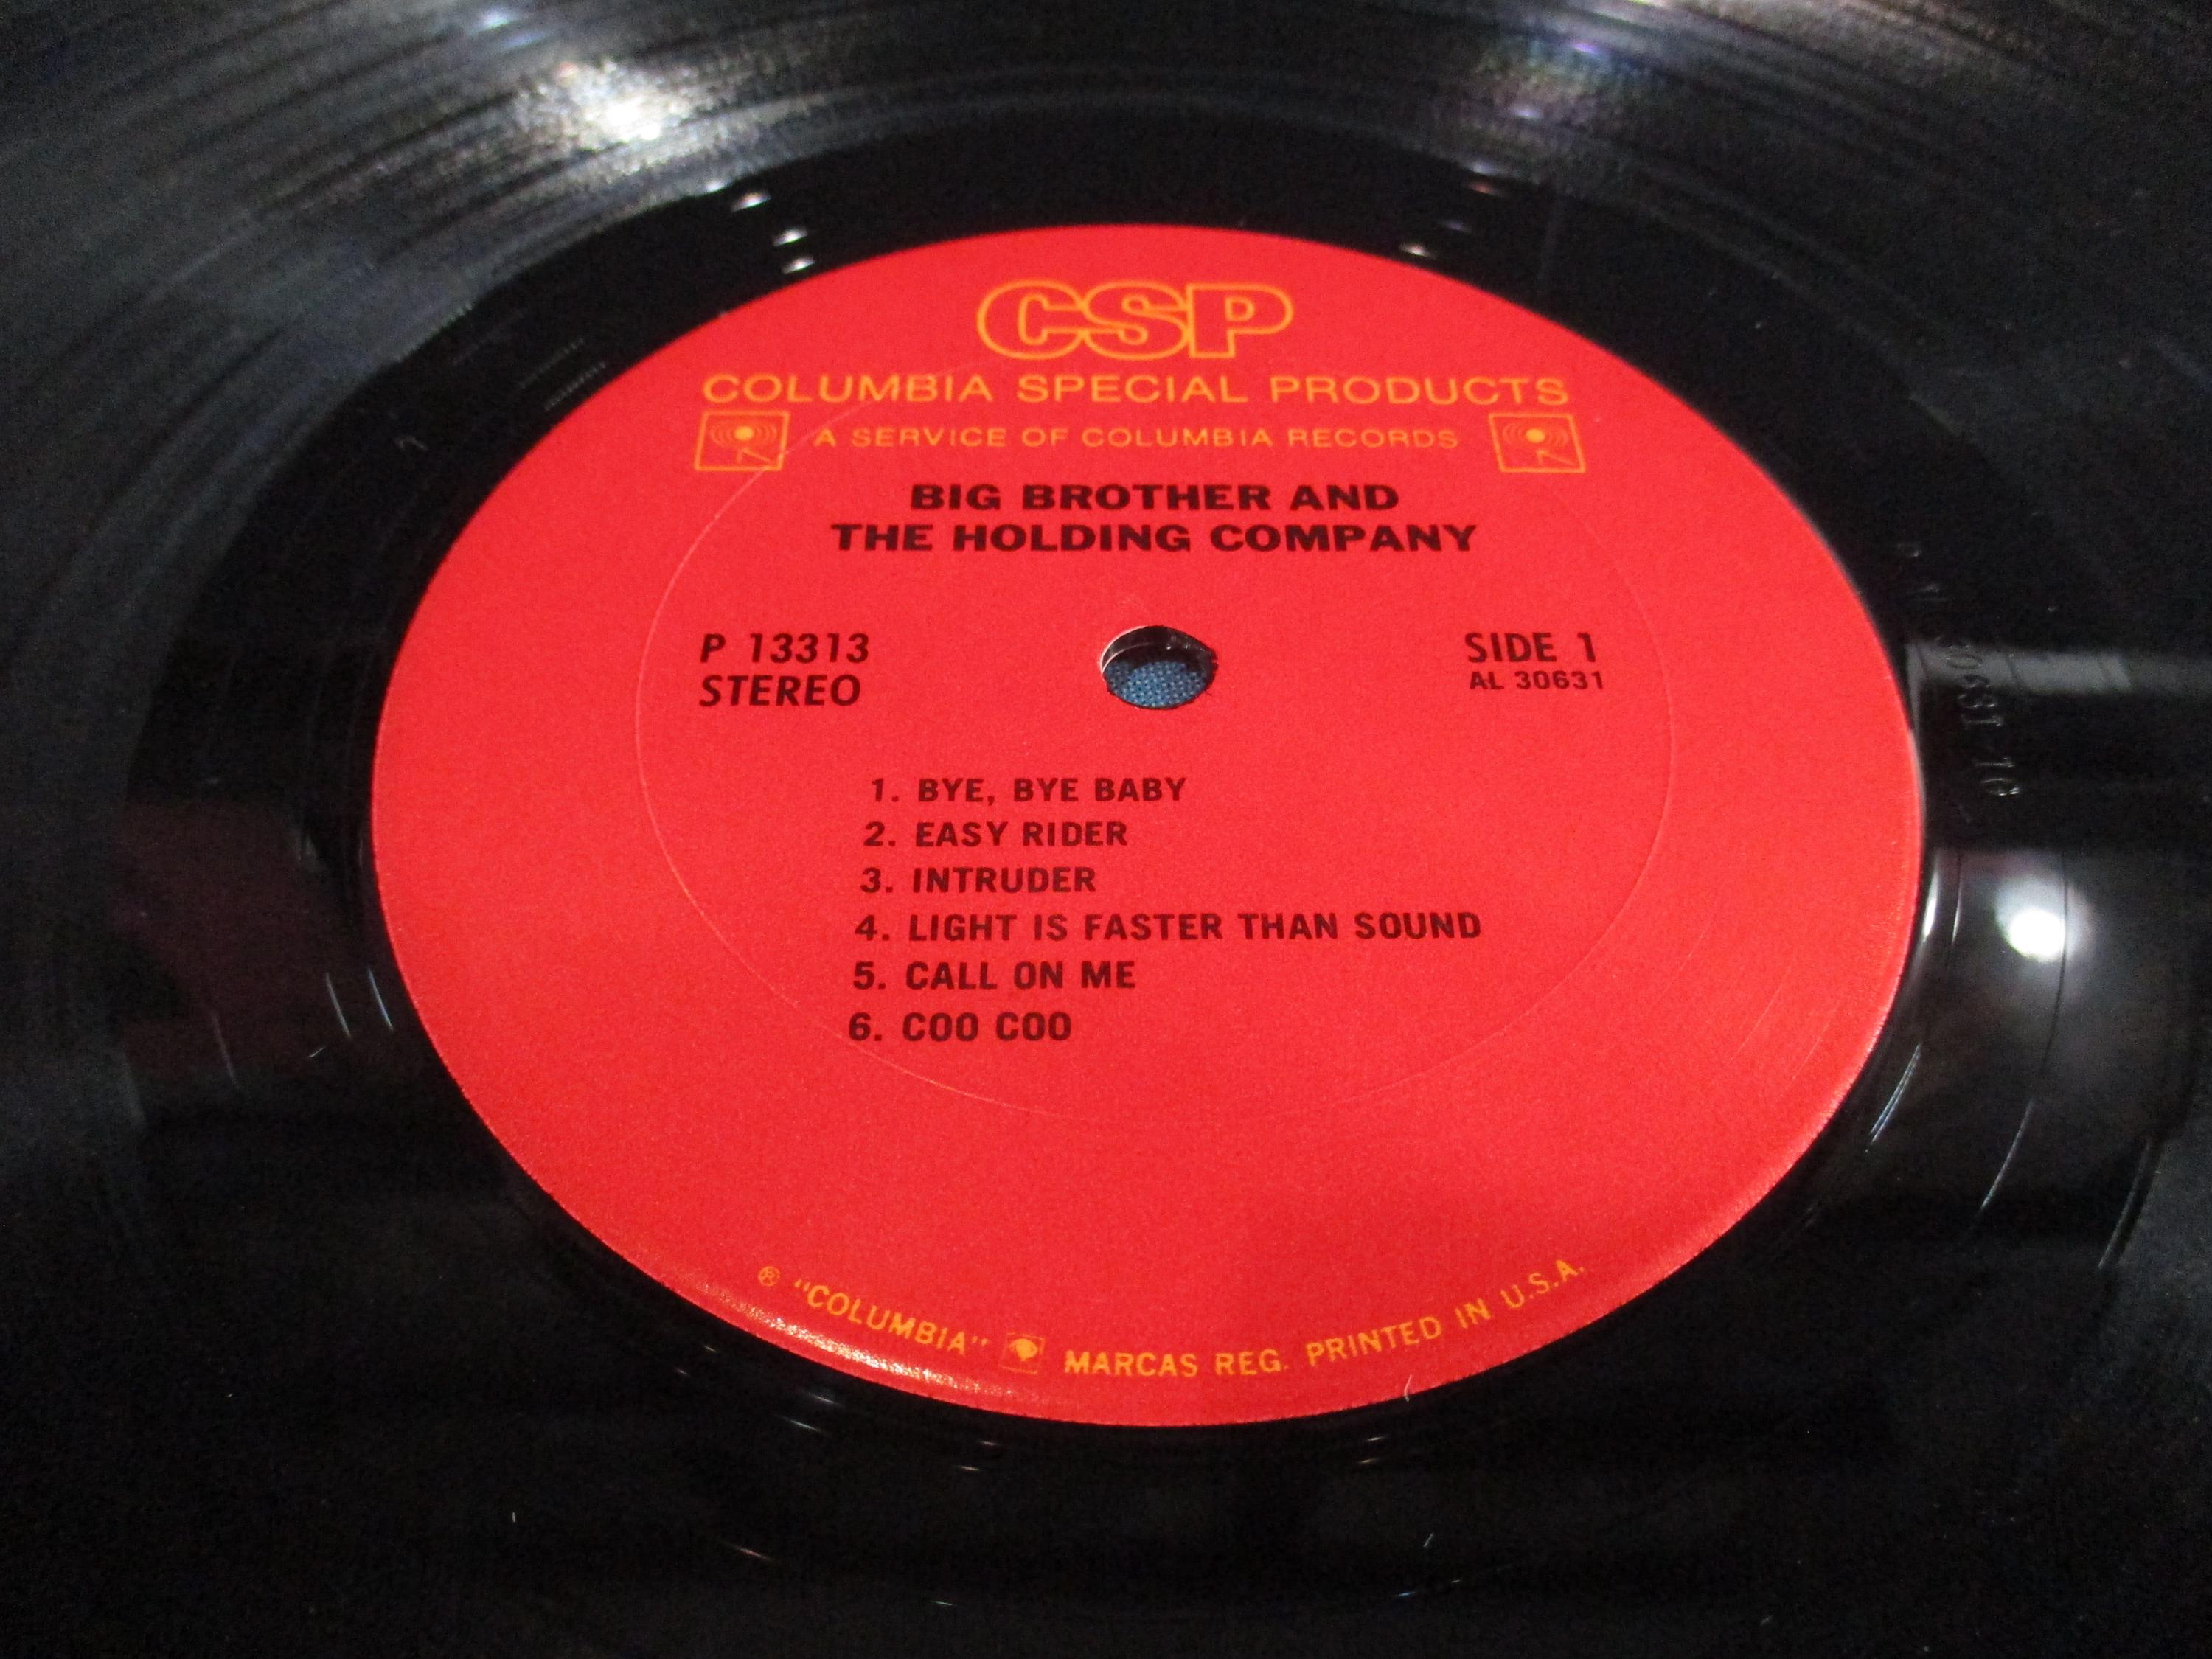 CSP
COLUMBIA SPECIAL PRODUCTS
A SERVICE OF COLUMBIA RECORDS
BIG BROTHER AND
THE HOLDING COMPANY
P 13313
STEREO
SIDE 1
AL 30631
1. BYE, BYE BABY
2. EASY RIDER
3. INTRUDER
4. LIGHT IS FASTER THAN SOUND
5. CALL ON ME
6. COO COO
® "COLUMBIA" MARCAS REG. PRINTED IN U.S.A.